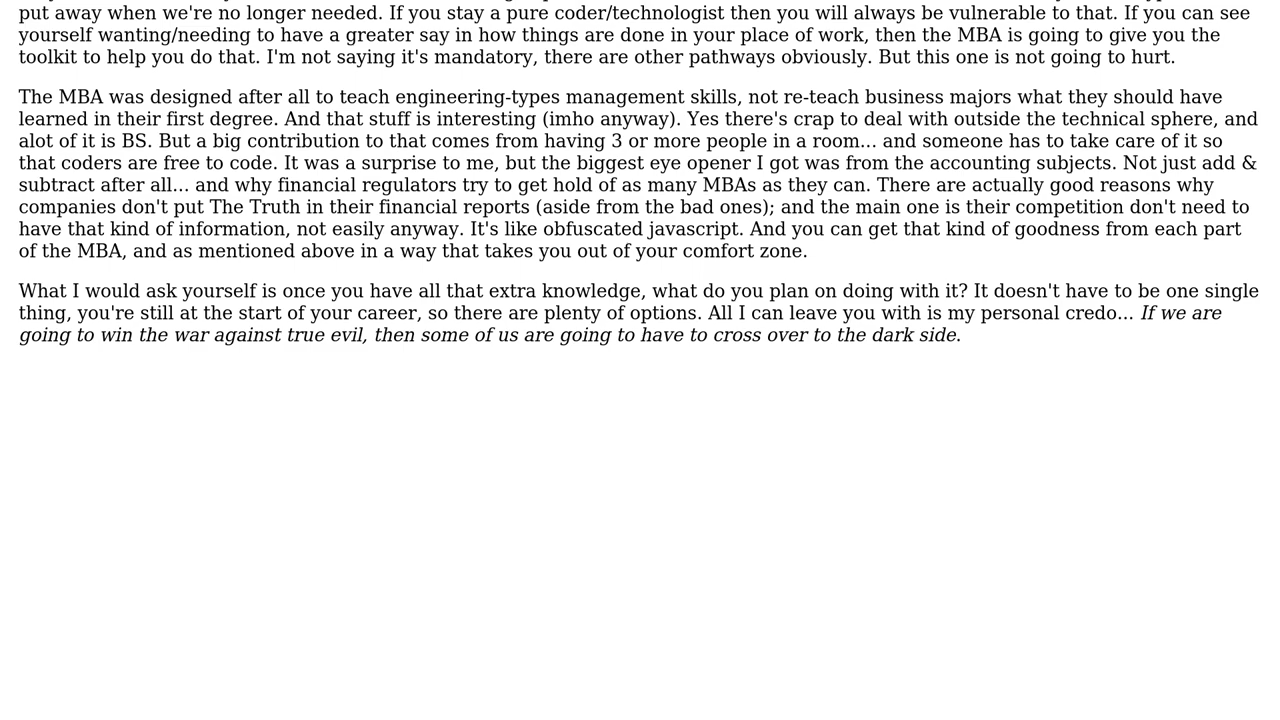 put away when we're no longer needed. If you stay a pure coder/technologist then you will always be vulnerable to that. If you can see
yourself wanting/needing to have a greater say in how things are done in your place of work, then the MBA is going to give you the
toolkit to help you do that. I'm not saying it's mandatory, there are other pathways obviously. But this one is not going to hurt.
The MBA was designed after all to teach engineering-types management skills, not re-teach business majors what they should have
learned in their first degree. And that stuff is interesting (imho anyway). Yes there's crap to deal with outside the technical sphere, and
alot of it is BS. But a big contribution to that comes from having 3 or more people in a room... and someone has to take care of it so
that coders are free to code. It was a surprise to me, but the biggest eye opener I got was from the accounting subjects. Not just add &
subtract after all... and why financial regulators try to get hold of as many MBAs as they can. There are actually good reasons why
companies don't put The Truth in their financial reports (aside from the bad ones); and the main one is their competition don't need to
have that kind of information, not easily anyway. It's like obfuscated javascript. And you can get that kind of goodness from each part
of the MBA, and as mentioned above in a way that takes you out of your comfort zone.
What I would ask yourself is once you have all that extra knowledge, what do you plan on doing with it? It doesn't have to be one single
thing, you're still at the start of your career, so there are plenty of options. All I can leave you with is my personal credo... If we are
going to win the war against true evil, then some of us are going to have to cross over to the dark side.